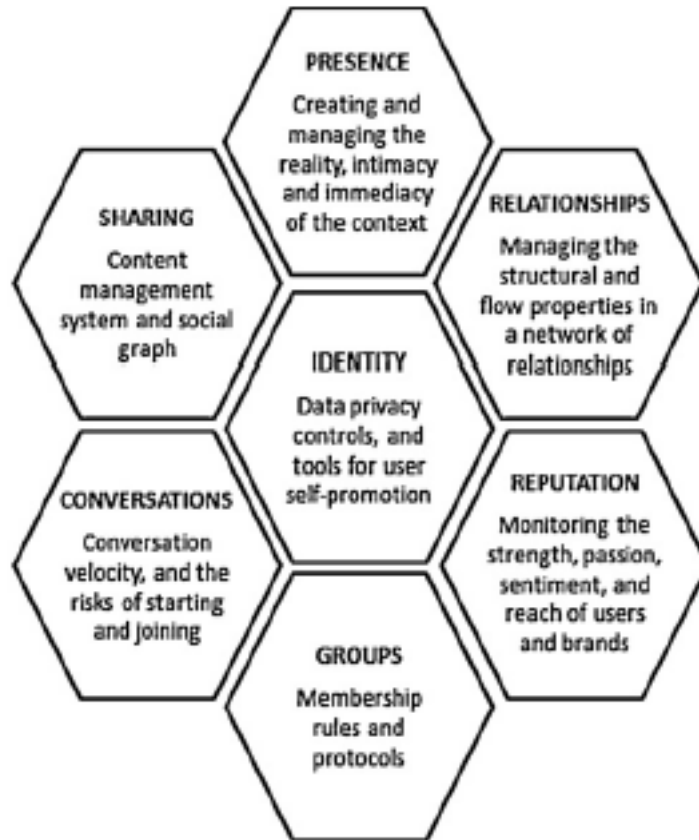 PRESENCE
Creating and
managing the
reality, intimacy
and immediacy
of the context
SHARING
Content
management
system and social
graph
RELATIONSHIPS
Managing the
structural and
flow properties in
a network of
relationships
IDENTITY
Data privacy
controls, and
tools for user
self-promotion
CONVERSATIONS
Conversation
velocity, and the
risks of starting
and joining
REPUTATION
Monitoring the
strength, passion,
sentiment, and
reach of users
and brands
GROUPS
Membership
rules and
protocols